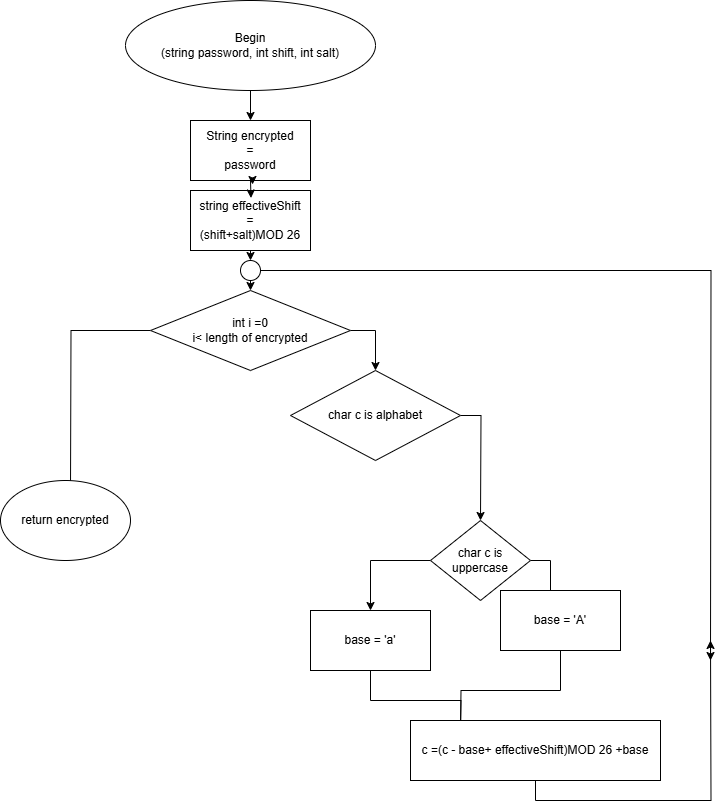 Begin
(string password, int shift, int salt)
String encrypted
=
password
string effectiveShift
=
(shift+salt)MOD 26
int i =0
i< length of encrypted
char c is alphabet
return encrypted
char c is
uppercase
base = 'A'
base = 'a'
c =(c - base+ effectiveShift)MOD 26 +base